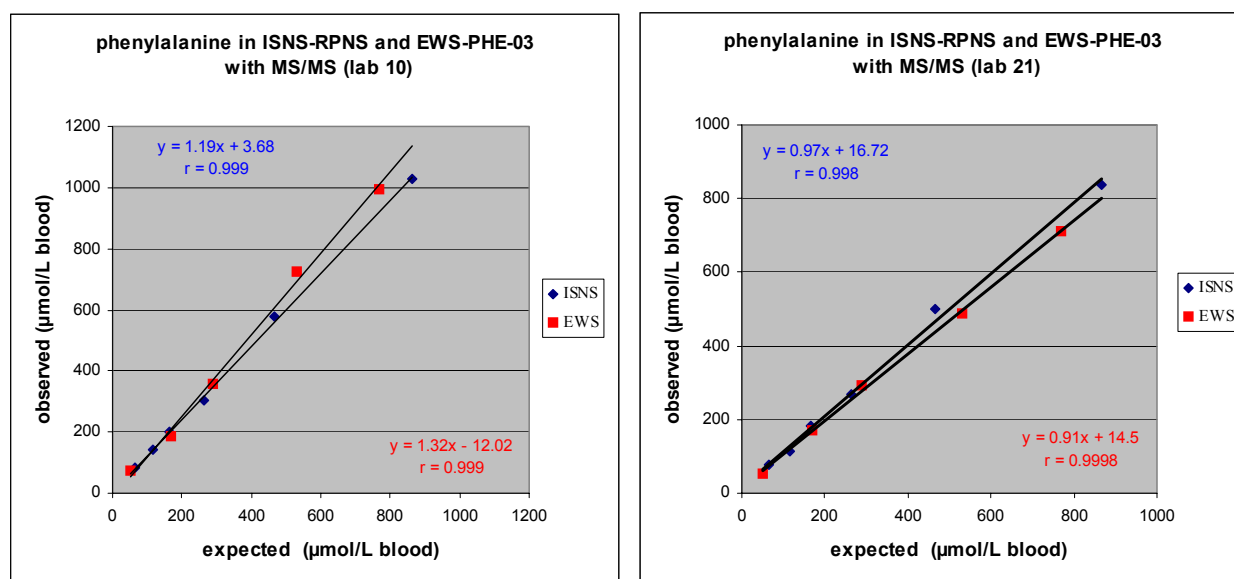 phenylalanine in ISNS-RPNS and EWS-PHE-03
with MS/MS (lab 10)
y = 1.19x + 3.68
r = 0.999
1200
1000
800
600
400
200
0
observed (µmol/L blood)
y = 1.32x - 12.02
r = 0.999
0 200 400 600 800 1000 1200
expected (µmol/L blood)
ISNS
EWS
phenylalanine in ISNS-RPNS and EWS-PHE-03
with MS/MS (lab 21)
y = 0.97x + 16.72
r = 0.998
1000
800
600
400
200
0
observed (µmol/L blood)
y = 0.91x + 14.5
r = 0.9998
0 200 400 600 800 1000
expected (µmol/L blood)
ISNS
EWS